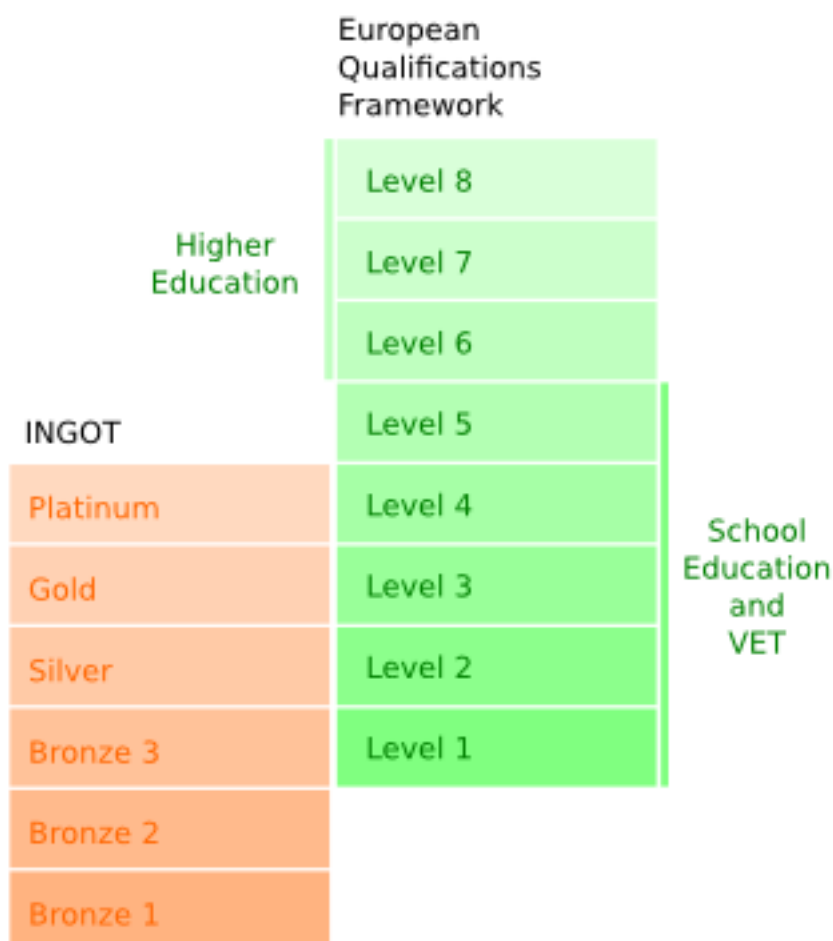 European
Qualifications
Framework
Level 8
Higher
Education
Level 7
Level 6
INGOT
Level 5
Platinum
Level 4
Gold
Level 3
School
Education
and
VET
Silver
Level 2
Bronze 3
Level 1
Bronze 2
Bronze 1